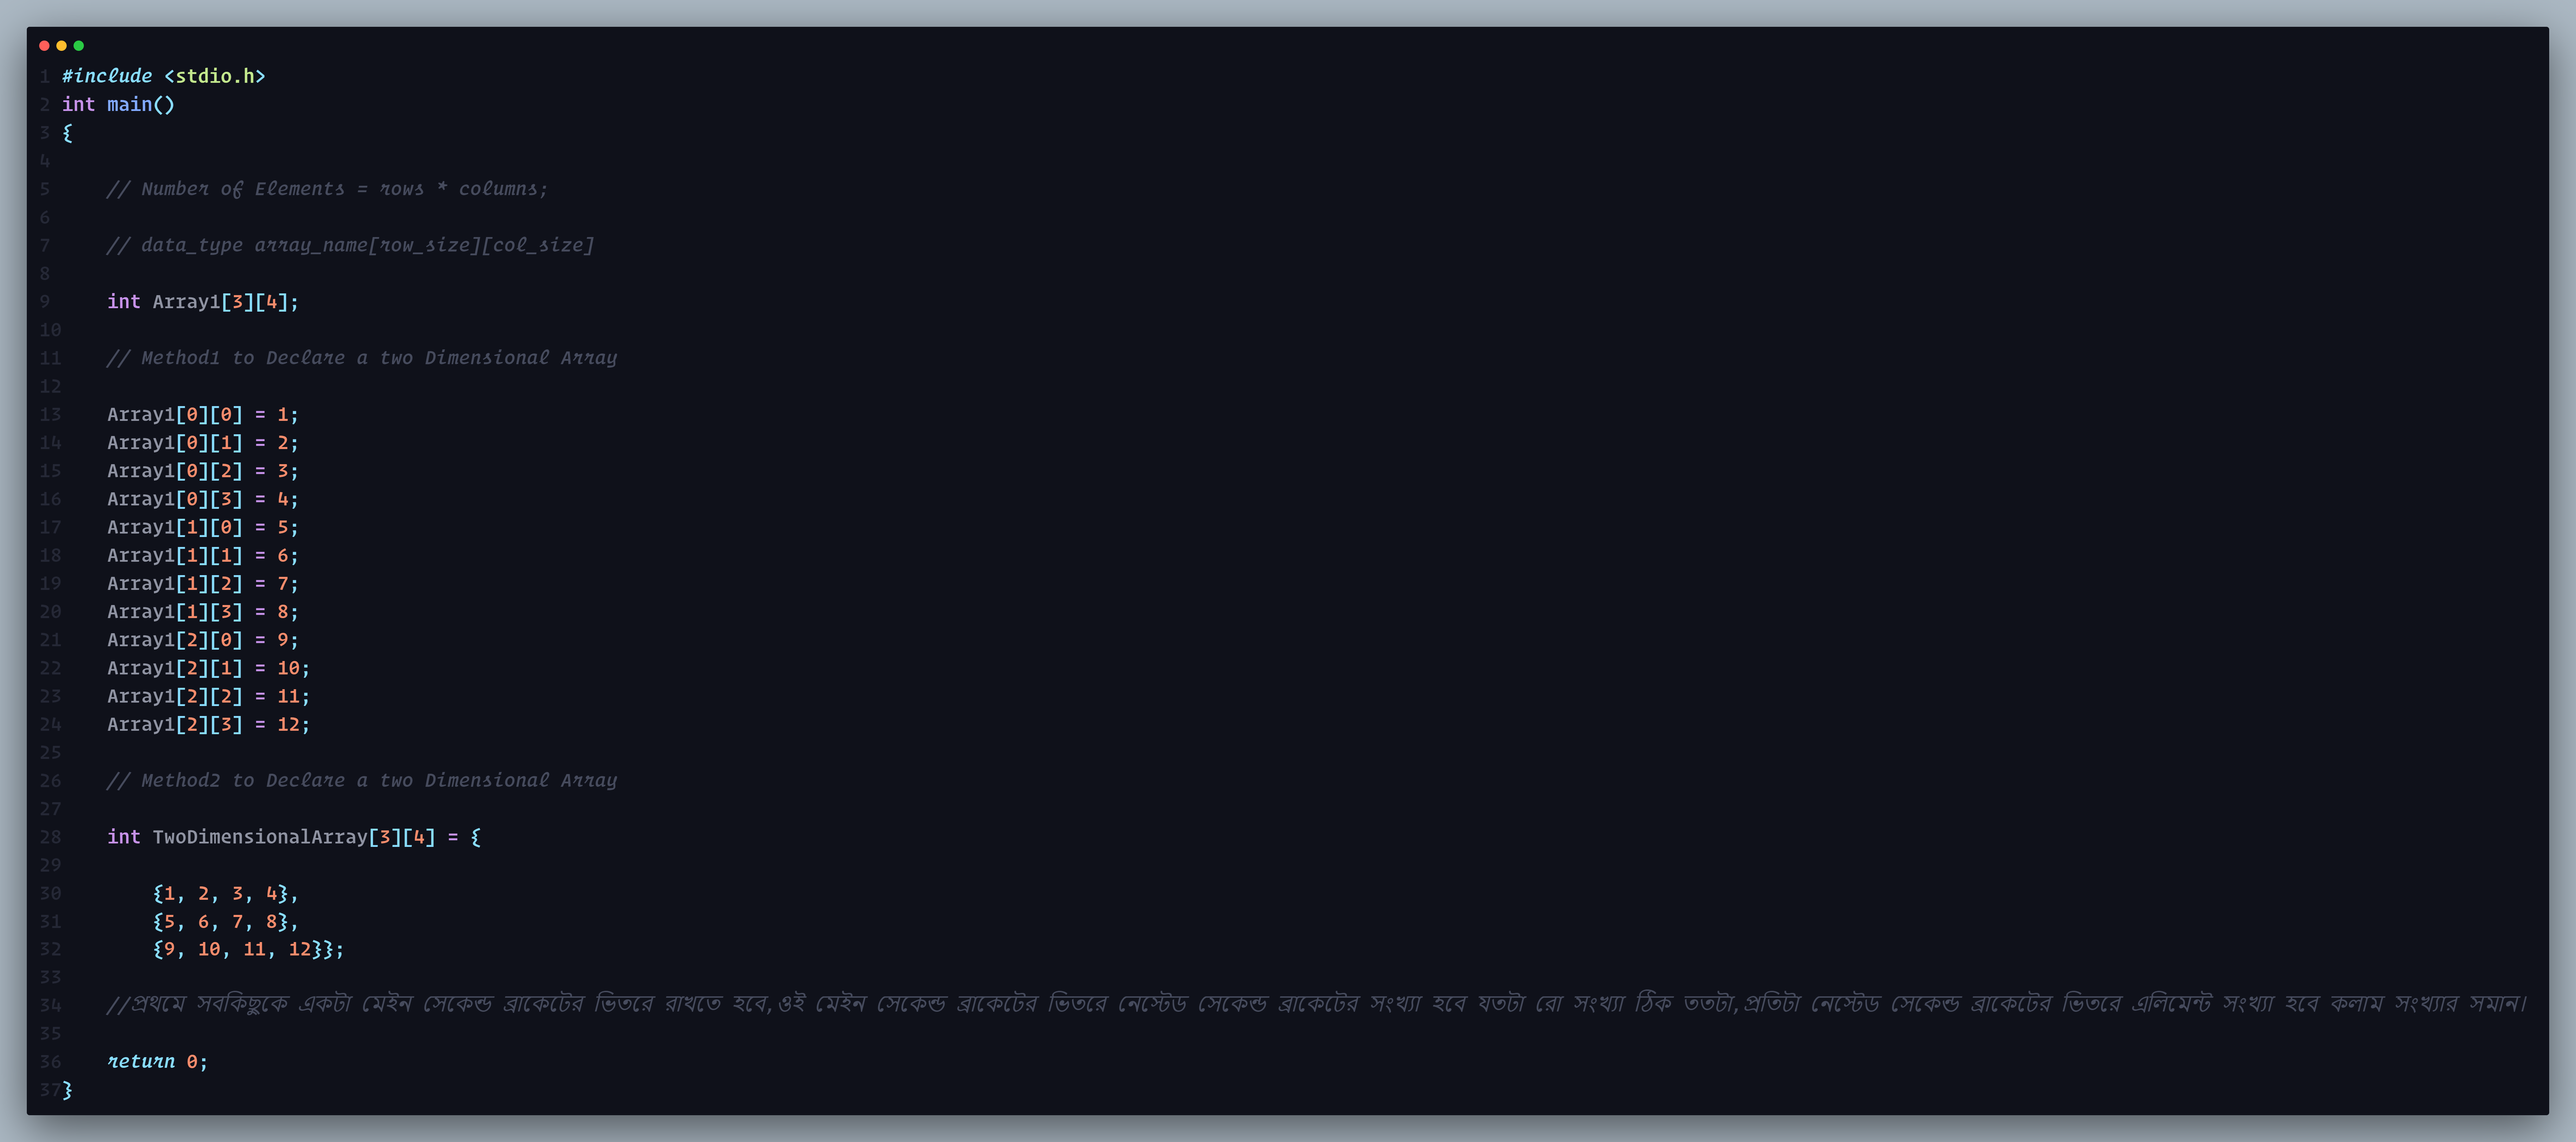 1 #include <stdio.h>
2 int main()
3 {
4
5     // Number of Elements = rows * columns;
6
7     // data_type array_name[row_size][col_size]
8
9     int Array1[3][4];
10
11     // Method1 to Declare a two Dimensional Array
12
13     Array1[0][0] = 1;
14     Array1[0][1] = 2;
15     Array1[0][2] = 3;
16     Array1[0][3] = 4;
17     Array1[1][0] = 5;
18     Array1[1][1] = 6;
19     Array1[1][2] = 7;
20     Array1[1][3] = 8;
21     Array1[2][0] = 9;
22     Array1[2][1] = 10;
23     Array1[2][2] = 11;
24     Array1[2][3] = 12;
25
26     // Method2 to Declare a two Dimensional Array
27
28     int TwoDimensionalArray[3][4] = {
29
30         {1, 2, 3, 4},
31         {5, 6, 7, 8},
32         {9, 10, 11, 12}};
33
34     //প্রথমে সবকিছুকে একটা মেইন সেকেন্ড ব্রাকেটের ভিতরে রাখতে হবে,ওই মেইন সেকেন্ড ব্রাকেটের ভিতরে নেস্টেড সেকেন্ড ব্রাকেটের সংখ্যা হবে যতটা রো সংখ্যা ঠিক ততটা,প্রতিটা নেস্টেড সেকেন্ড ব্রাকেটের ভিতরে এলিমেন্ট সংখ্যা হবে কলাম সংখ্যার সমান।
35
36     return 0;
37 }